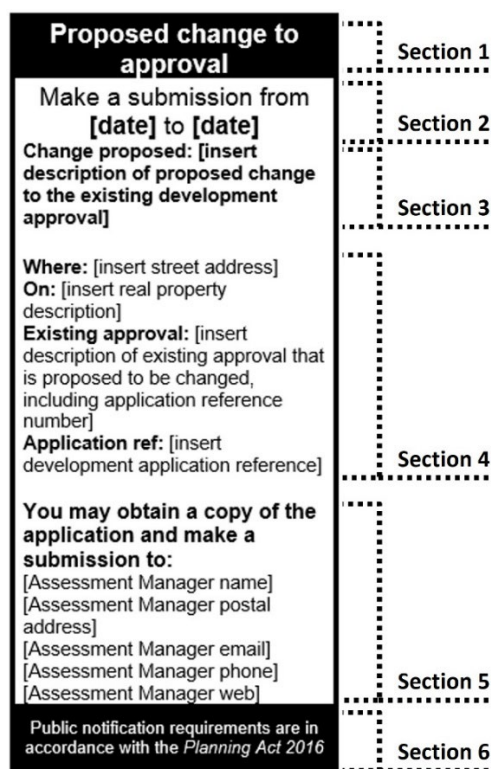 Proposed change to
approval
Section 1
Make a submission from
[date] to [date]
Section 2
Change proposed: [insert
description of proposed change
to the existing development
approval]
Section 3
Where: [insert street address]
On: [insert real property
description]
Existing approval: [insert
description of existing approval that
is proposed to be changed,
including application reference
number]
Application ref: [insert
development application reference]
Section 4
You may obtain a copy of the
application and make a
submission to:
[Assessment Manager name]
[Assessment Manager postal
address]
[Assessment Manager email]
[Assessment Manager phone]
[Assessment Manager web]
Section 5
Public notification requirements are in
accordance with the Planning Act 2016
Section 6